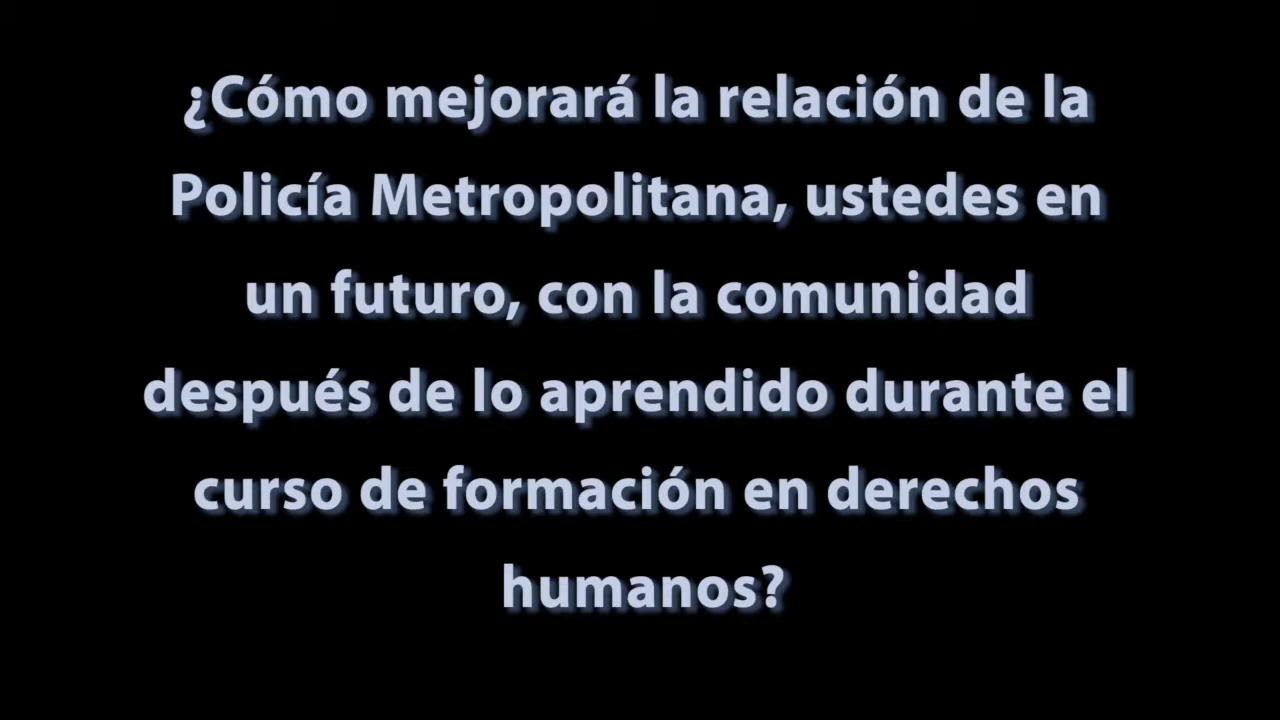 ¿Cómo mejorará la relación de la
Policía Metropolitana, ustedes en
un futuro, con la comunidad
después de lo aprendido durante el
curso de formación en derechos
humanos?